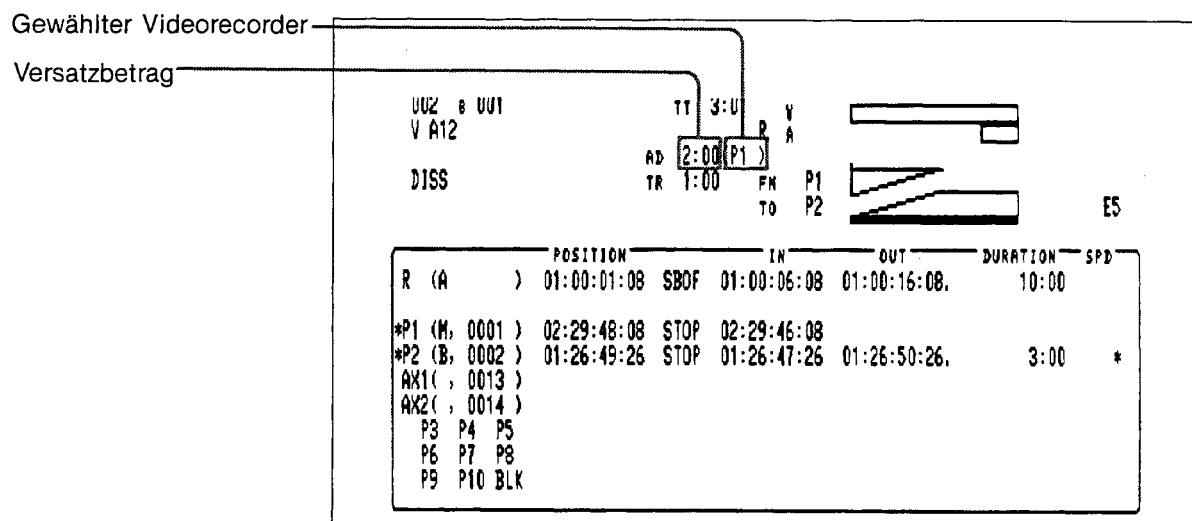 Gewählter Videorecorder
Versatzbetrag
UU2 e UU1 TT 3:U V
V A12 R A
AD 2:00 (P1 )
DISS TR 1:00 FM P1
TO P2 E5
POSITION IN OUT DURATION SPD
R (A ) 01:00:01:08 SBOF 01:00:06:08 01:00:16:08. 10:00
*P1 (M, 0001 ) 02:29:48:08 STOP 02:29:46:08
*P2 (B, 0002 ) 01:26:49:26 STOP 01:26:47:26 01:26:50:26. 3:00 *
AX1( , 0013 )
AX2( , 0014 )
P3 P4 P5
P6 P7 P8
P9 P10 BLK